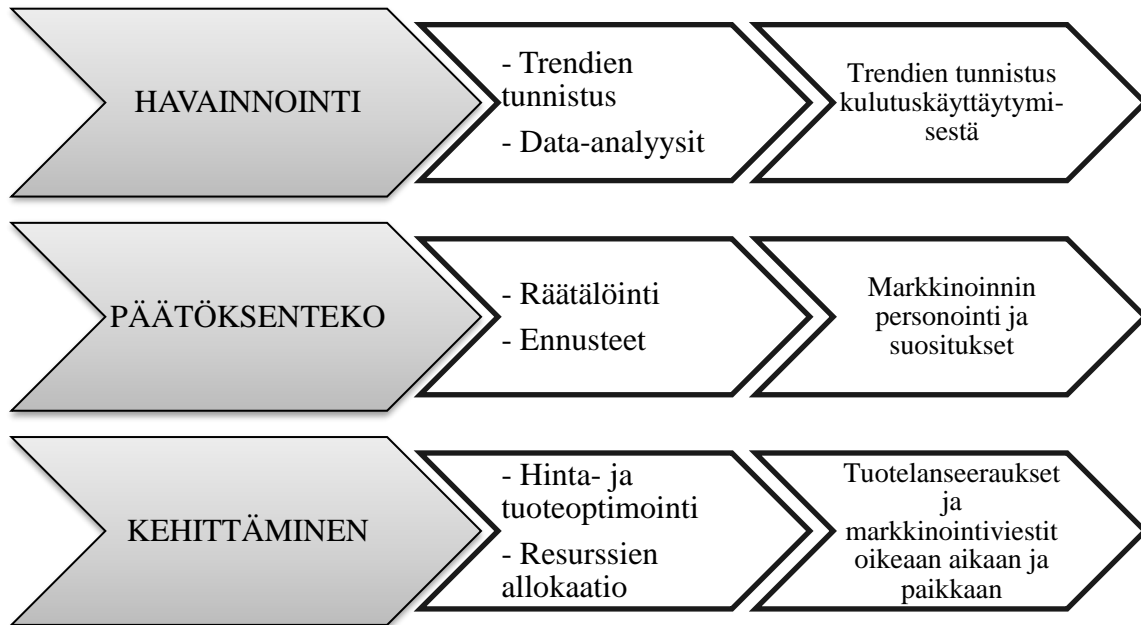 HAVAINNOINTI
- Trendien
tunnistus
- Data-analyysit
Trendien tunnistus
kulutuskäyttäytymi-
sestä
PÄÄTÖKSENTEKO
- Räätälöinti
- Ennusteet
Markkinoinnin
personointi ja
suositukset
KEHITTÄMINEN
- Hinta- ja
tuoteoptimointi
- Resurssien
allokaatio
Tuotelanseeraukset
ja
markkinointiviestit
oikeaan aikaan ja
paikkaan